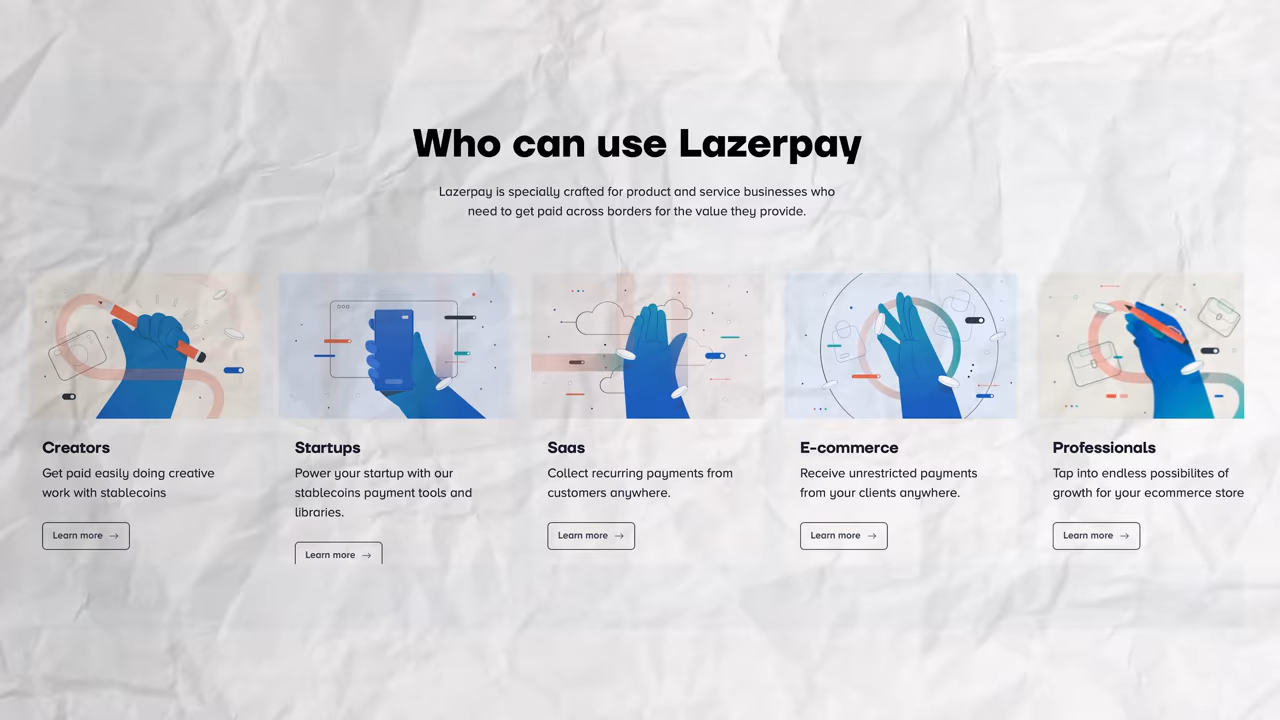 Who can use Lazerpay
Lazerpay is specially crafted for product and service businesses who
need to get paid across borders for the value they provide.
Creators
Get paid easily doing creative
work with stablecoins
Learn more →
Startups
Power your startup with our
stablecoins payment tools and
libraries.
Learn more →
Saas
Collect recurring payments from
customers anywhere.
Learn more →
E-commerce
Receive unrestricted payments
from your clients anywhere.
Learn more →
Professionals
Tap into endless possibilites of
growth for your ecommerce store
Learn more →